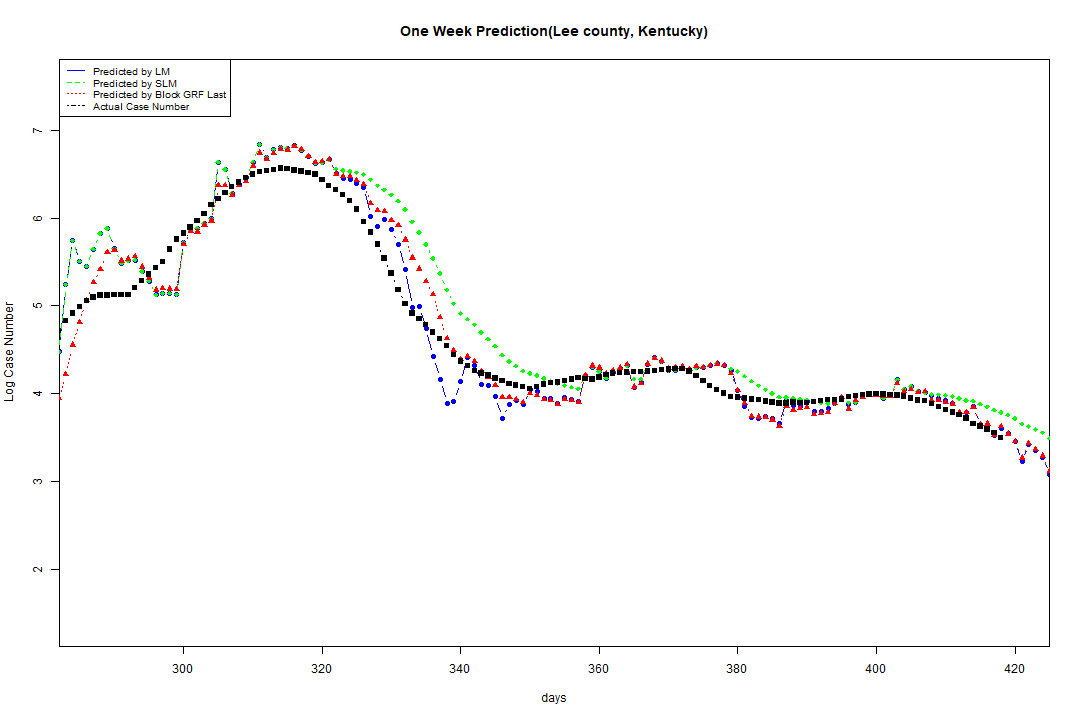 One Week Prediction(Lee county, Kentucky)
Predicted by LM
Predicted by SLM
Predicted by Block GRF Last
Actual Case Number
Log Case Number
7
6
5
4
3
2
300 320 340 360 380 400 420
days